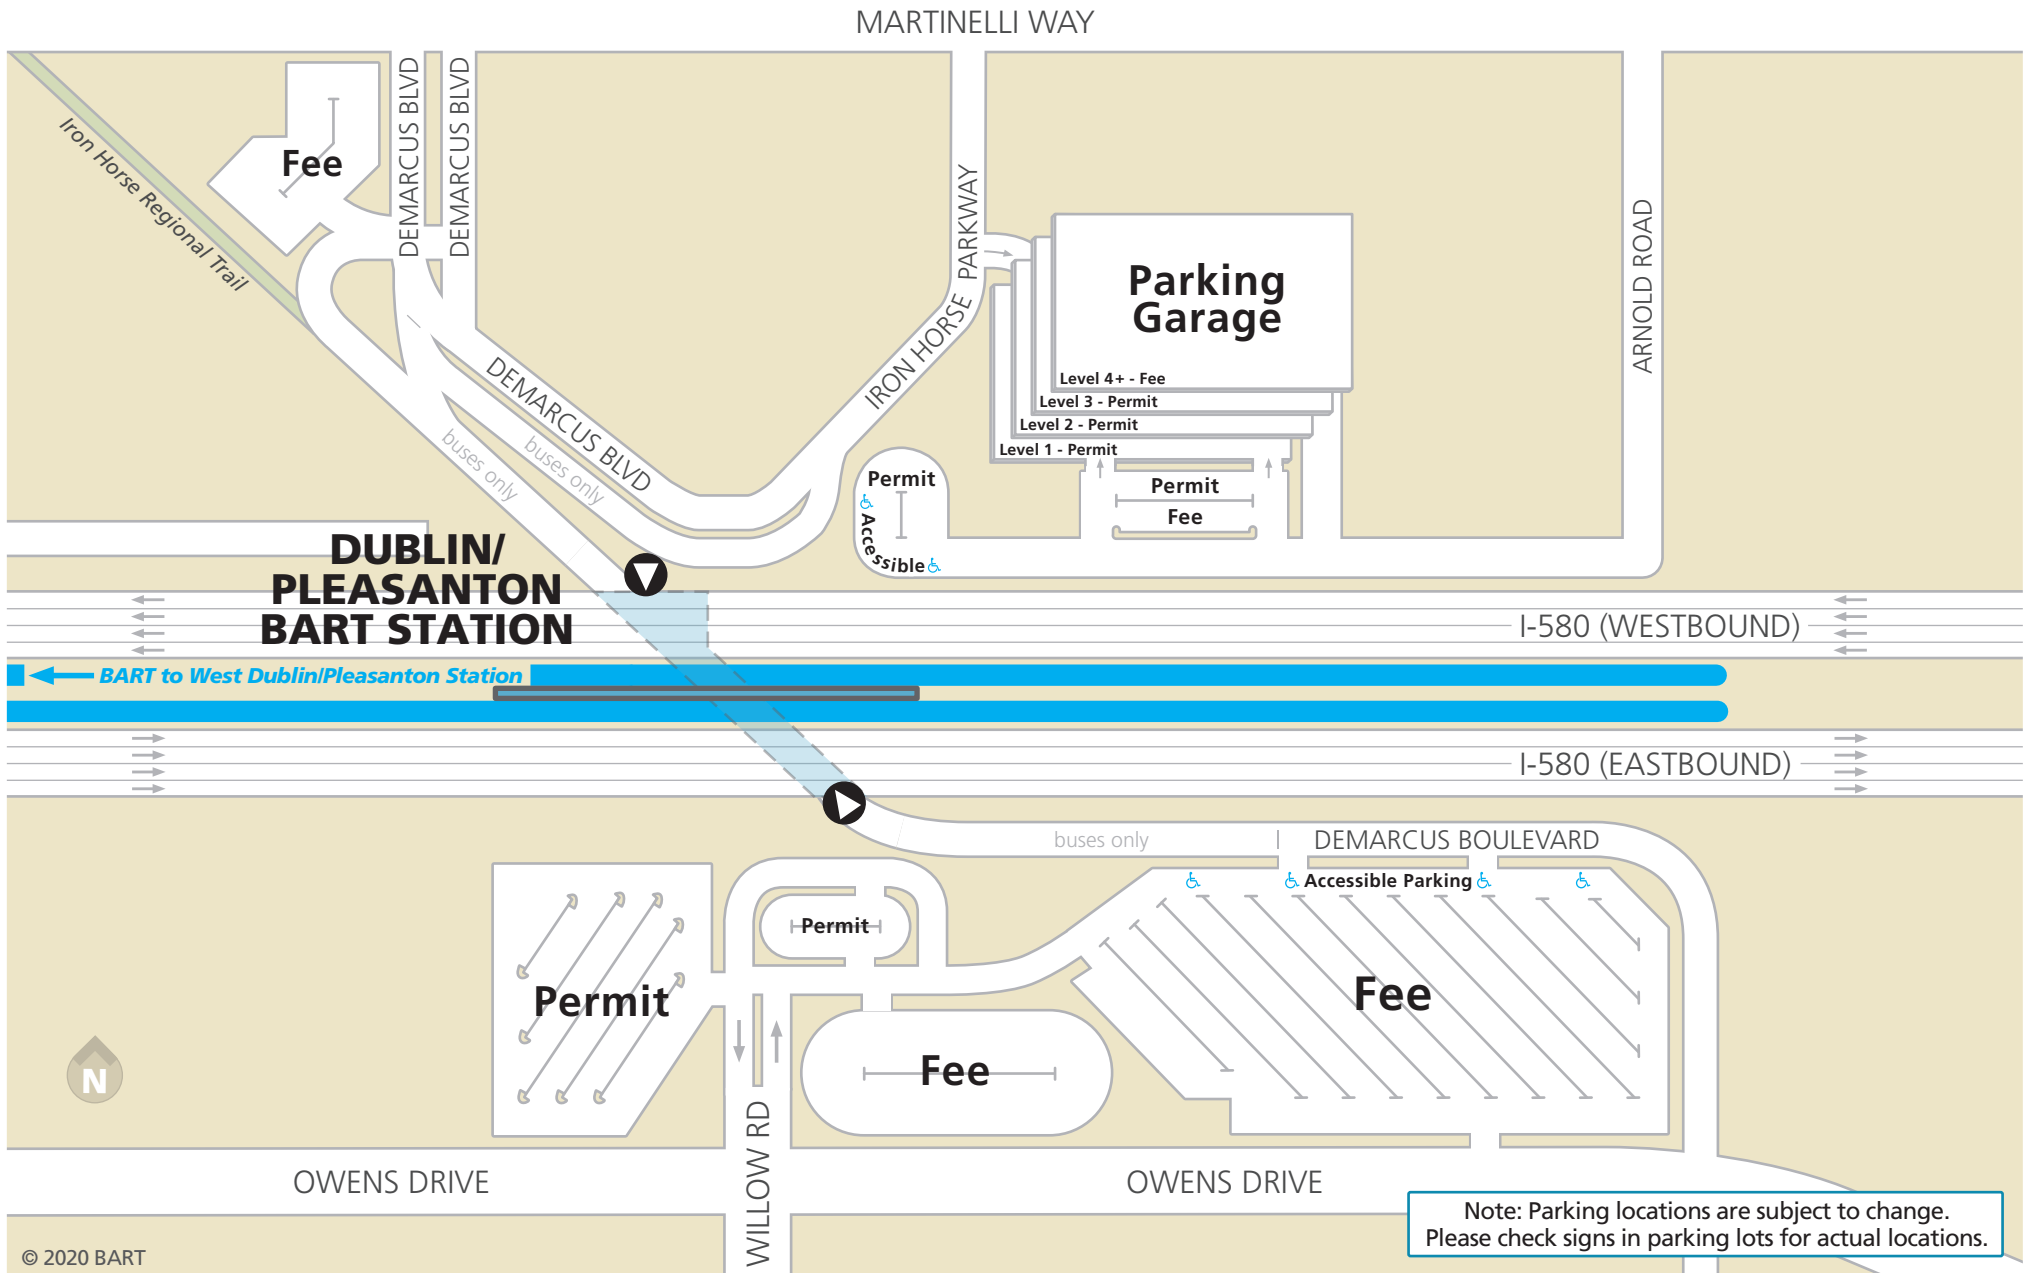 MARTINELLI WAY
DEMARCUS BLVD
DEMARCUS BLVD
Iron Horse Regional Trail
Fee
IRON HORSE PARKWAY
ARNOLD ROAD
Parking
Garage
Level 4+ - Fee
Level 3 - Permit
Level 2 - Permit
Level 1 - Permit
DEMARCUS BLVD
buses only
buses only
Permit
Accessible
Permit
Fee
DUBLIN/
PLEASANTON
BART STATION
I-580 (WESTBOUND)
BART to West Dublin/Pleasanton Station
I-580 (EASTBOUND)
buses only
DEMARCUS BOULEVARD
Accessible Parking
Permit
Permit
Fee
Fee
N
WILLOW RD
OWENS DRIVE
OWENS DRIVE
Note: Parking locations are subject to change.
Please check signs in parking lots for actual locations.
© 2020 BART